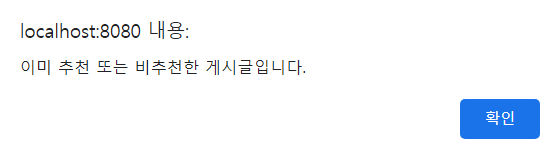 localhost:8080 내용:
이미 추천 또는 비추천한 게시글입니다.
확인